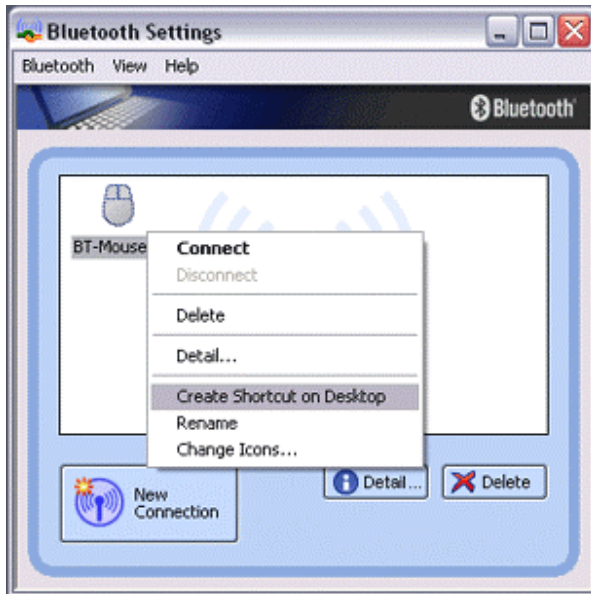 Bluetooth Settings
Bluetooth View Help
Bluetooth
BT-Mouse
Connect
Disconnect
Delete
Detail...
Create Shortcut on Desktop
Rename
Change Icons...
New
Connection
Detail...
Delete